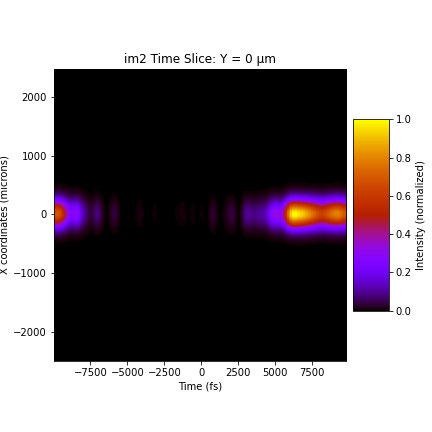 im2 Time Slice: Y = 0 μm
2000
1000
0
−1000
−2000
X coordinates (microns)
−7500 −5000 −2500 0 2500 5000 7500
Time (fs)
1.0
0.8
0.6
0.4
0.2
0.0
Intensity (normalized)